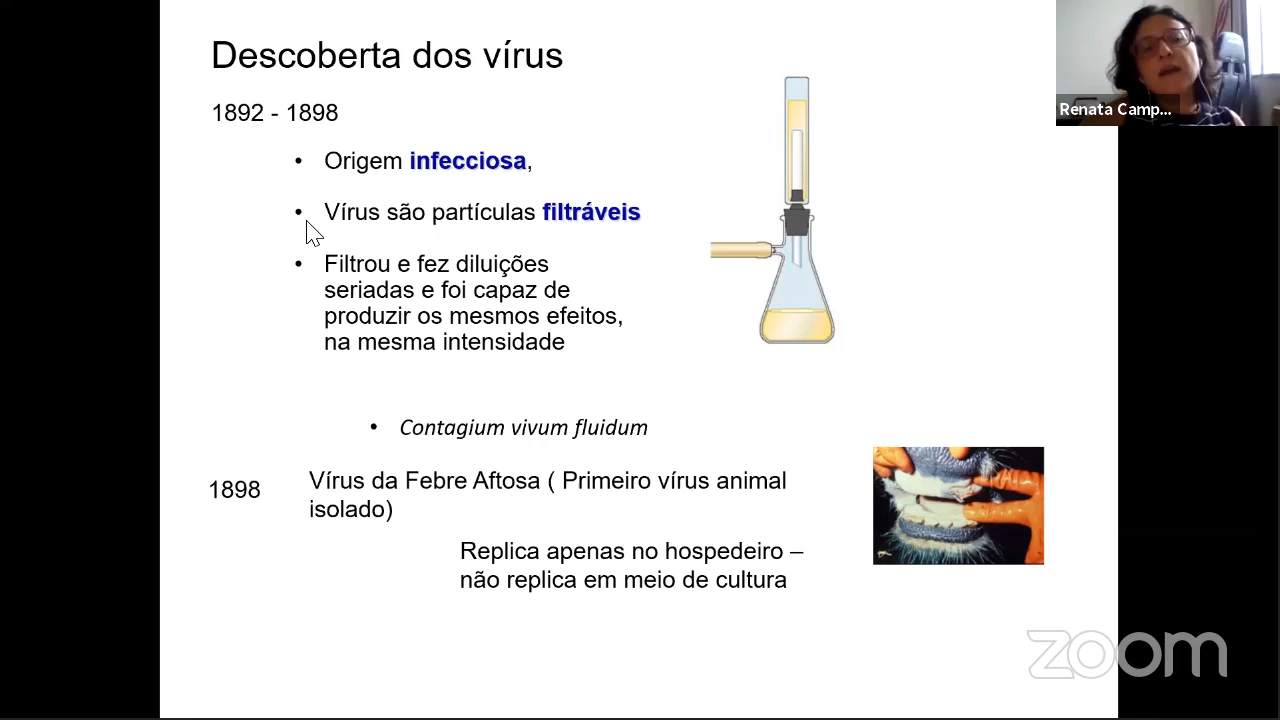 Descoberta dos vírus
1892 - 1898
• Origem infecciosa,
• Vírus são partículas filtráveis
• Filtrou e fez diluições
seriadas e foi capaz de
produzir os mesmos efeitos,
na mesma intensidade
• Contagium vivum fluidum
1898
Vírus da Febre Aftosa ( Primeiro vírus animal
isolado)
Replica apenas no hospedeiro –
não replica em meio de cultura
Renata Camp...
zoom